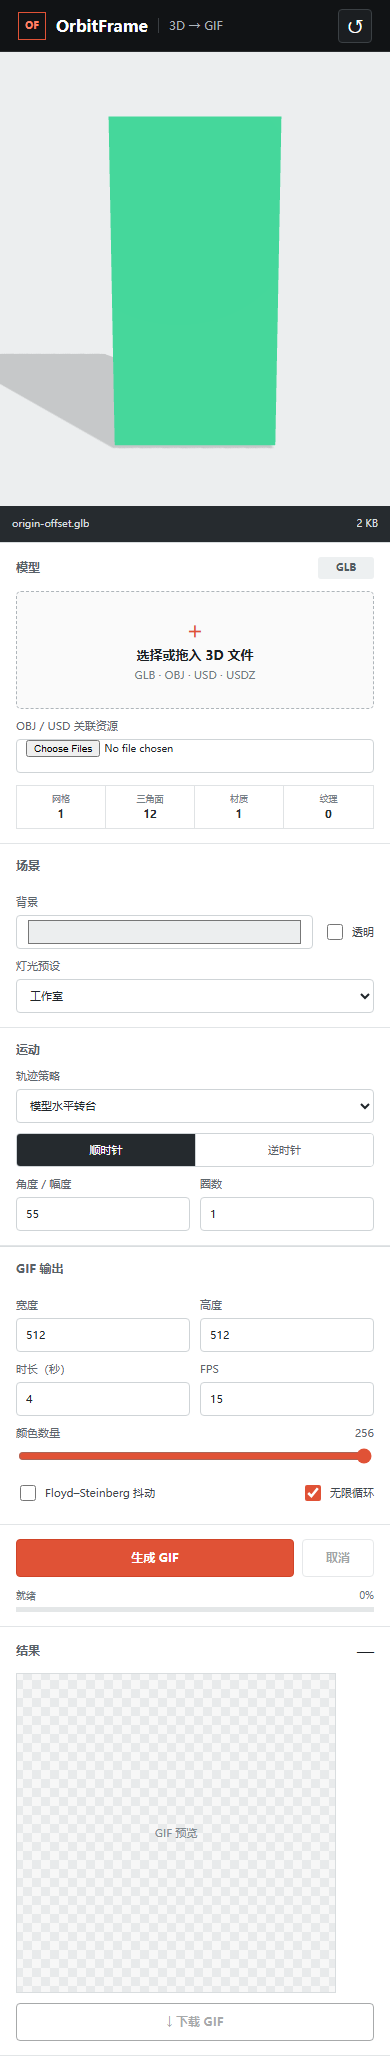 OF OrbitFrame 3D → GIF ↺
origin-offset.glb 2 KB
模型 GLB
+
选择或拖入 3D 文件
GLB · OBJ · USD · USDZ
OBJ / USD 关联资源
Choose Files No file chosen
网格 三角面 材质 纹理
1 12 1 0
场景
背景
透明
灯光预设
工作室
运动
轨迹策略
模型水平转台
顺时针 逆时针
角度 / 幅度 圈数
55 1
GIF 输出
宽度 高度
512 512
时长（秒） FPS
4 15
颜色数量 256
Floyd–Steinberg 抖动 无限循环
生成 GIF 取消
就绪 0%
结果 —
GIF 预览
↓ 下载 GIF